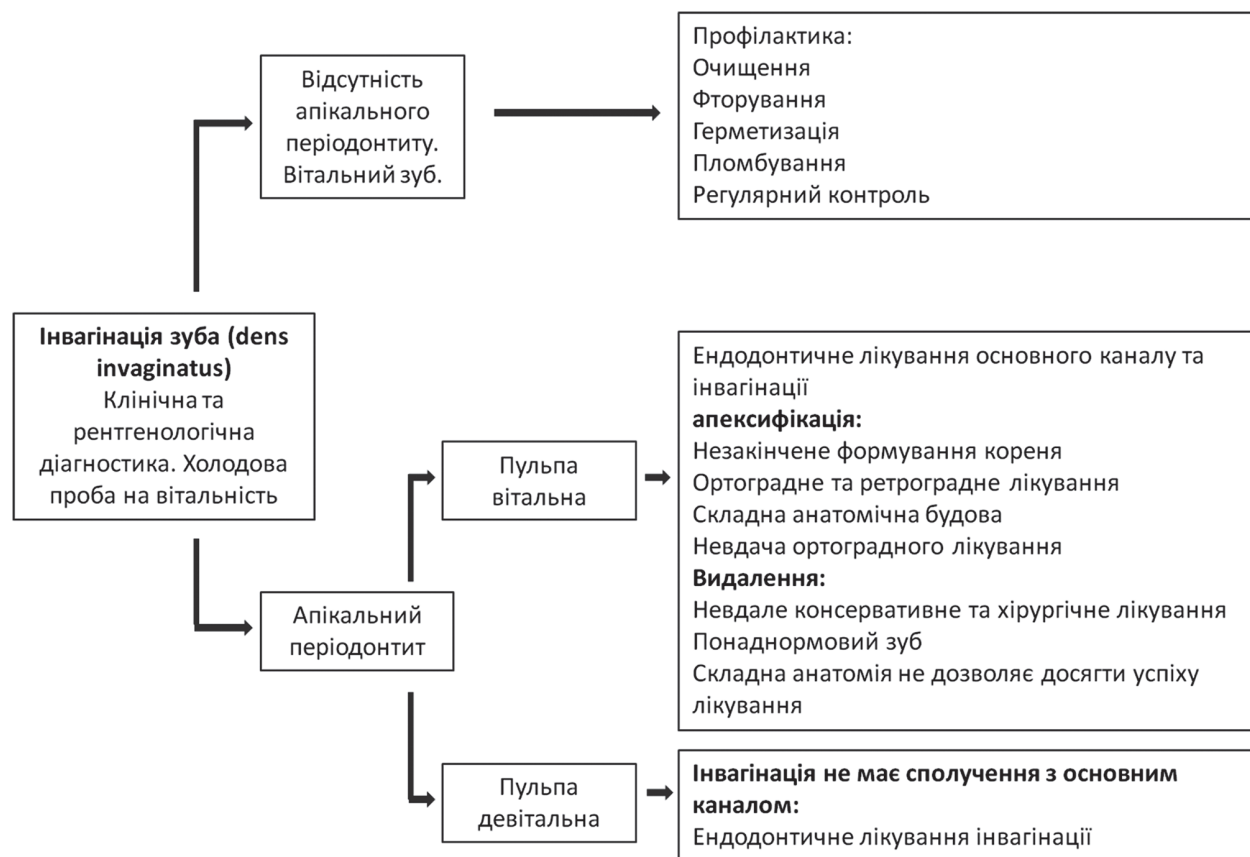 Відсутність
апікального
періодонтиту.
Вітальний зуб.
Профілактика:
Очищення
Фторування
Герметизація
Пломбування
Регулярний контроль
Інвагінація зуба (dens
invaginatus)
Клінічна та
рентгенологічна
діагностика. Холодова
проба на вітальність
Апікальний
періодонтит
Пульпа
вітальна
Ендодонтичне лікування основного каналу та
інвагінації
апексифікація:
Незакінчене формування кореня
Ортоградне та ретроградне лікування
Складна анатомічна будова
Невдача ортоградного лікування
Видалення:
Невдале консервативне та хірургічне лікування
Понаднормовий зуб
Складна анатомія не дозволяє досягти успіху
лікування
Пульпа
девітальна
Інвагінація не має сполучення з основним
каналом:
Ендодонтичне лікування інвагінації